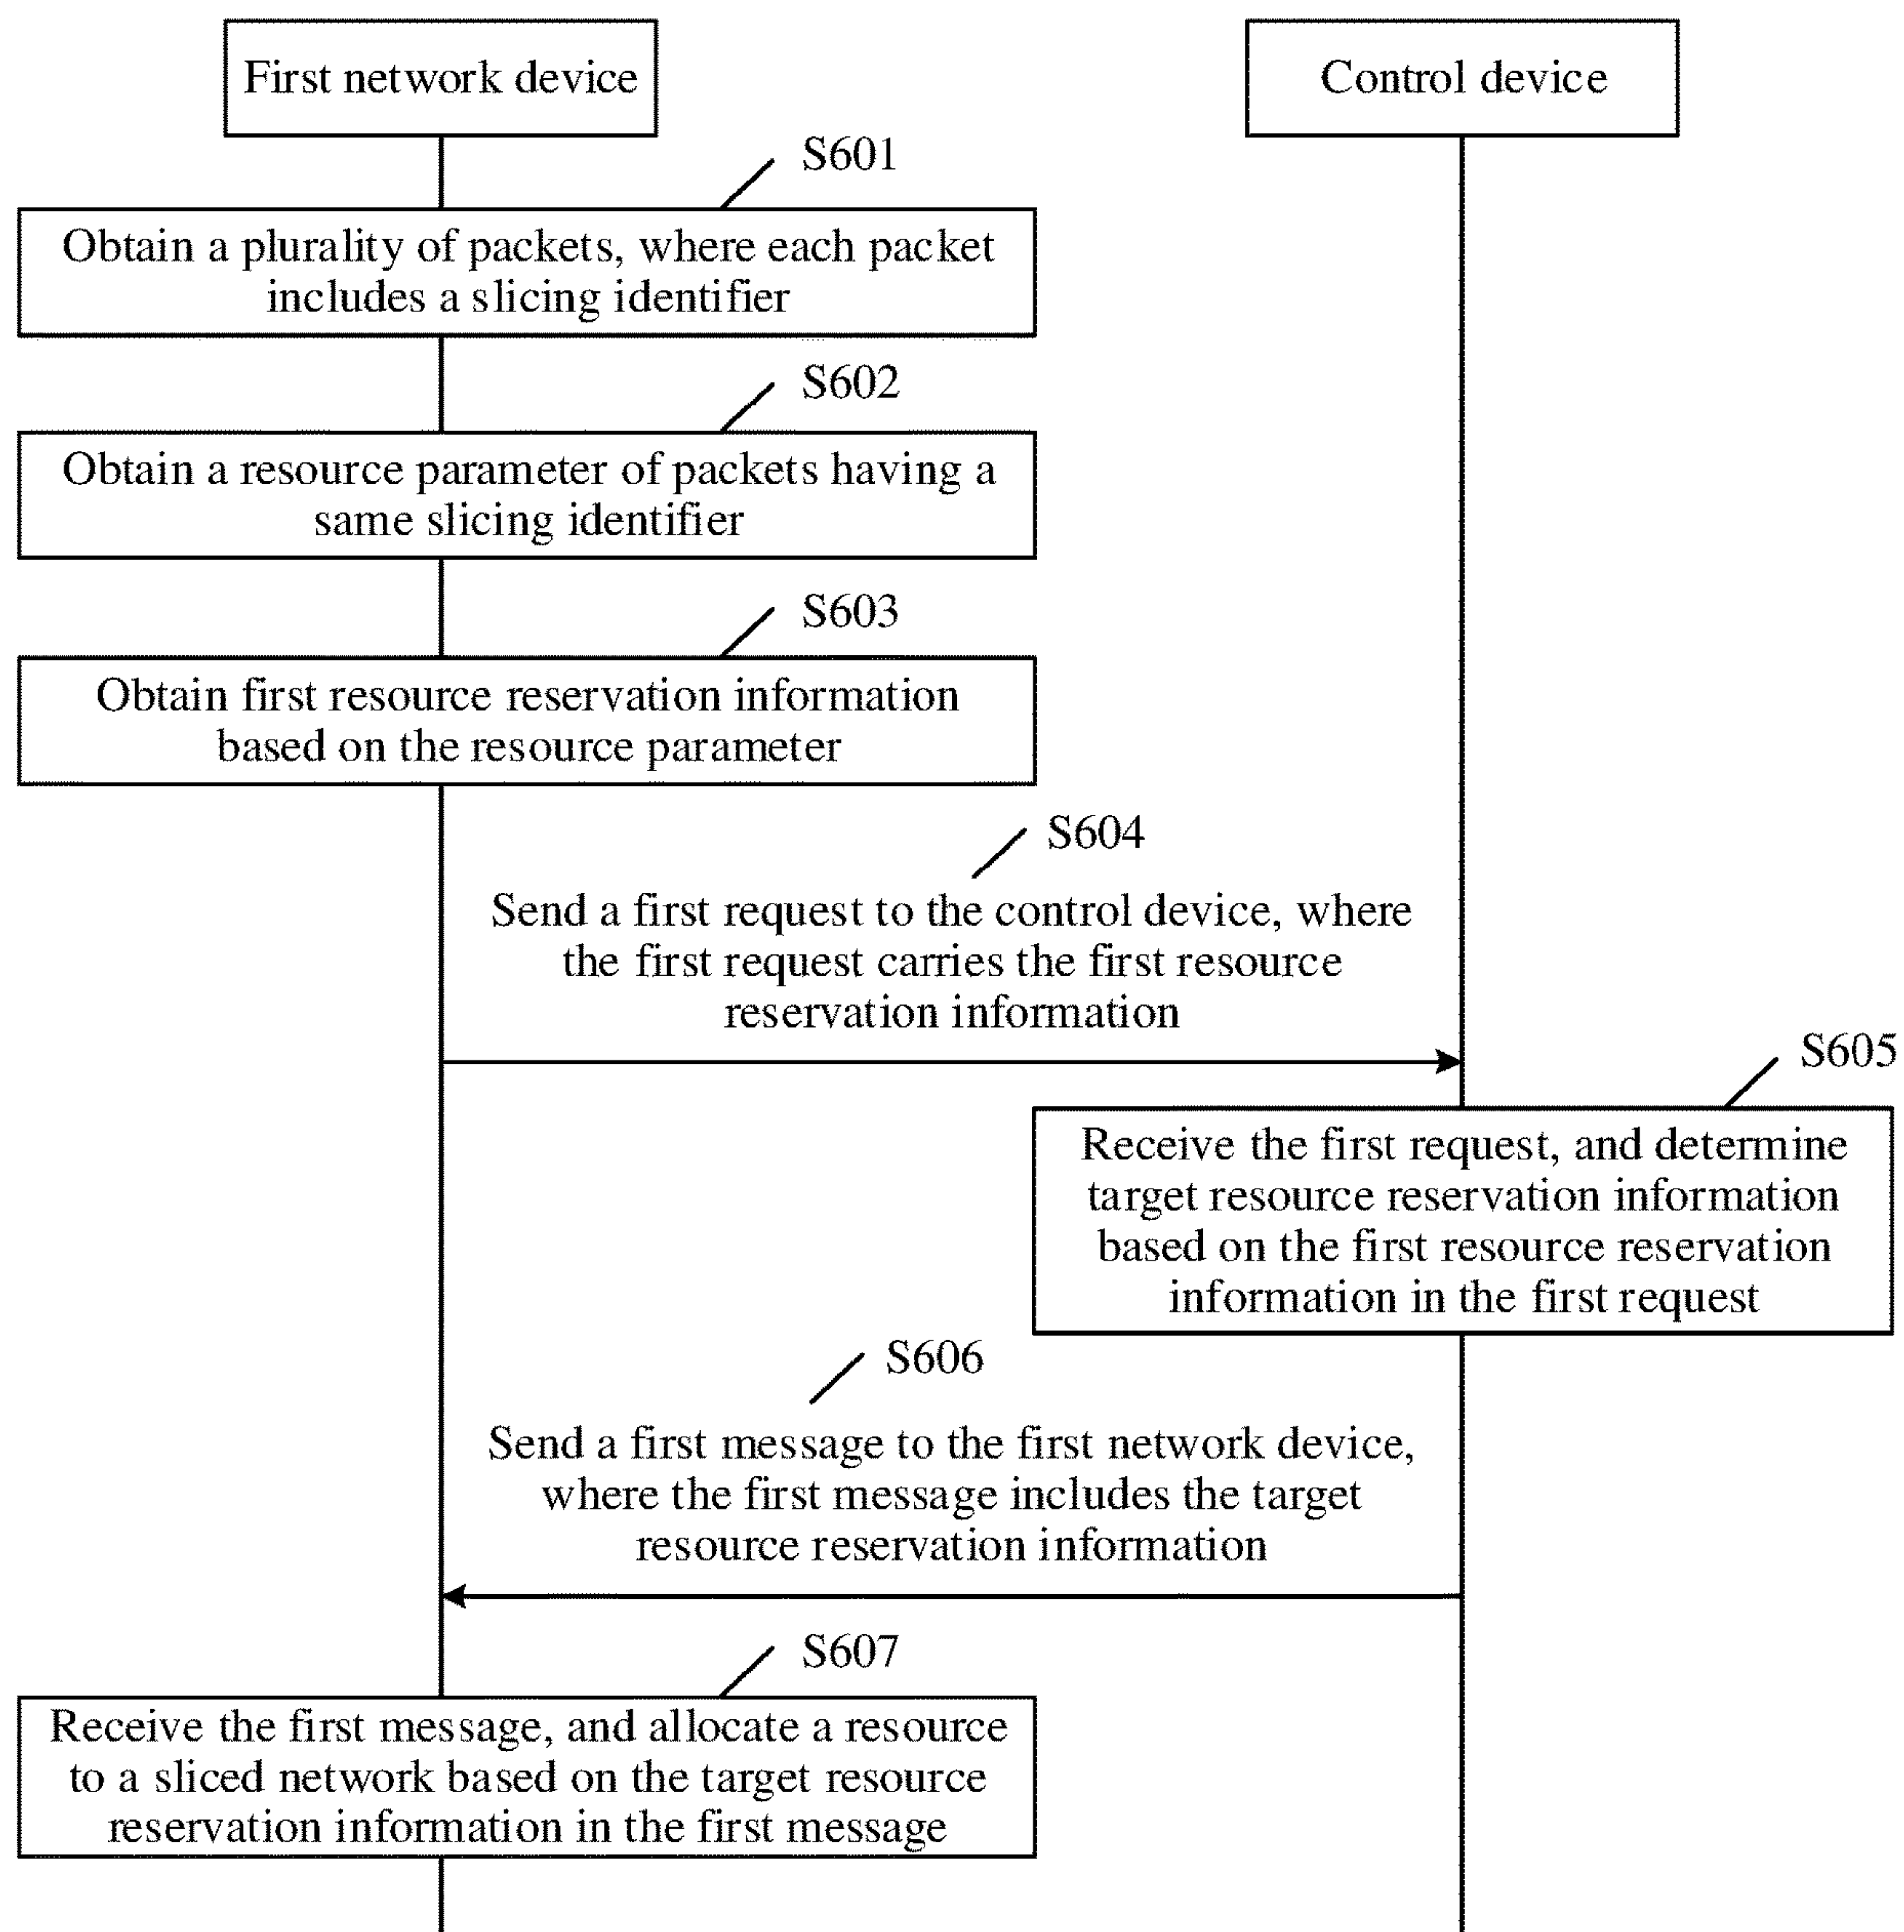 First network device
Control device
S601
Obtain a plurality of packets, where each packet
includes a slicing identifier
S602
Obtain a resource parameter of packets having a
same slicing identifier
S603
Obtain first resource reservation information
based on the resource parameter
S604
Send a first request to the control device, where
the first request carries the first resource
reservation information
S605
Receive the first request, and determine
target resource reservation information
based on the first resource reservation
information in the first request
S606
Send a first message to the first network device,
where the first message includes the target
resource reservation information
S607
Receive the first message, and allocate a resource
to a sliced network based on the target resource
reservation information in the first message